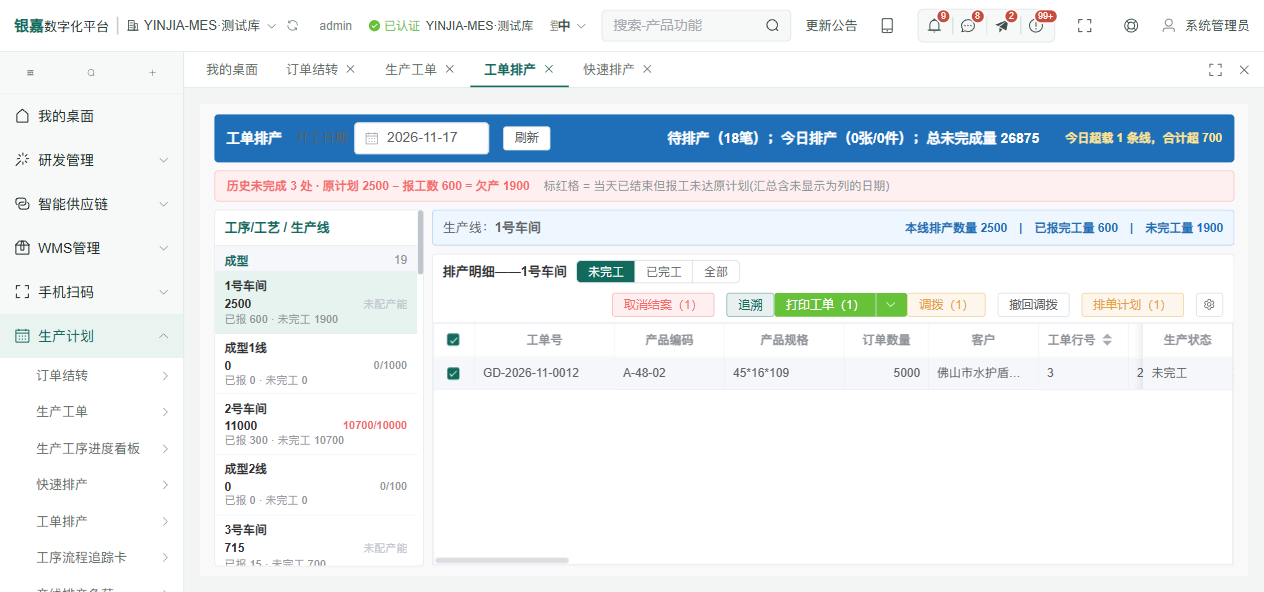 银嘉数字化平台 YINJIA-MES·测试库 admin 已认证 YINJIA-MES·测试库 中 搜索-产品功能 更新公告 9 8 2 99+ 系统管理员
我的桌面 订单结转 生产工单 工单排产 快速排产
我的桌面
研发管理
智能供应链
WMS管理
手机扫码
生产计划
订单结转
生产工单
生产工序进度看板
快速排产
工单排产
工序流程追踪卡
工单排产 开工日期 2026-11-17 刷新 待排产（18笔）；今日排产（0张/0件）；总未完成量 26875 今日超载 1 条线，合计超 700
历史未完成 3 处 · 原计划 2500 − 报工数 600 = 欠产 1900 标红格 = 当天已结束但报工未达原计划(汇总含未显示为列的日期)
工序/工艺 / 生产线
成型 19
1号车间
2500 未配产能
已报 600 · 未完工 1900
成型1线
0 0/1000
已报 0 · 未完工 0
2号车间
11000 10700/10000
已报 300 · 未完工 10700
成型2线
0 0/100
已报 0 · 未完工 0
3号车间
715 未配产能
已报 15 · 未完工 700
生产线：1号车间 本线排产数量 2500 | 已报完工量 600 | 未完工量 1900
排产明细——1号车间 未完工 已完工 全部
取消结案（1） 追溯 打印工单（1） 调拨（1） 撤回调拨 排单计划（1）
工单号 产品编码 产品规格 订单数量 客户 工单行号 生产状态
GD-2026-11-0012 A-48-02 45*16*109 5000 佛山市水护盾... 3 2 未完工